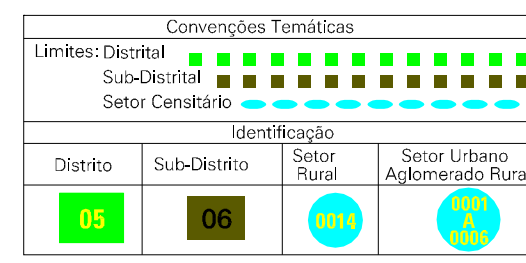 Convenções Temáticas
Limites: Distrital
Sub-Distrital
Setor Censitário
Identificação
Distrito
Sub-Distrito
Setor
Rural
Setor Urbano
Aglomerado Rura
05
06
0014
0001
A
0006